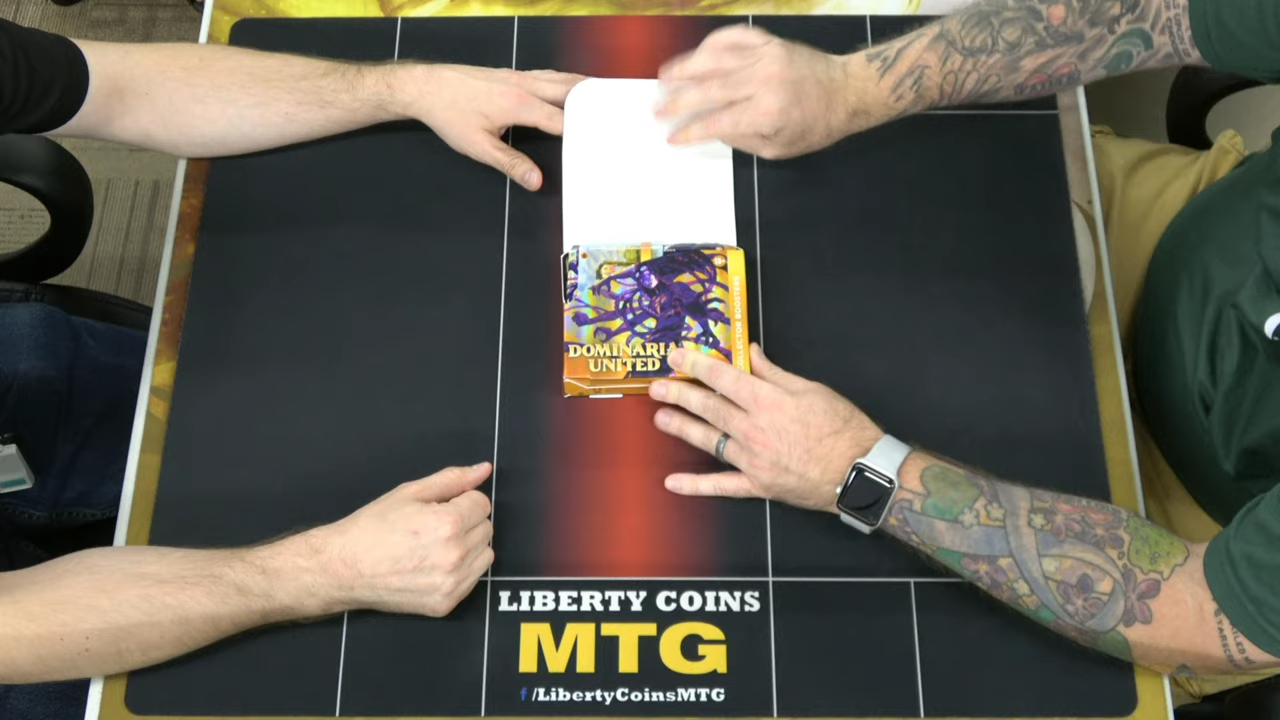 DOMINARIA
UNITED
COLLECTOR BOOSTERS
LIBERTY COINS
MTG
f /LibertyCoinsMTG